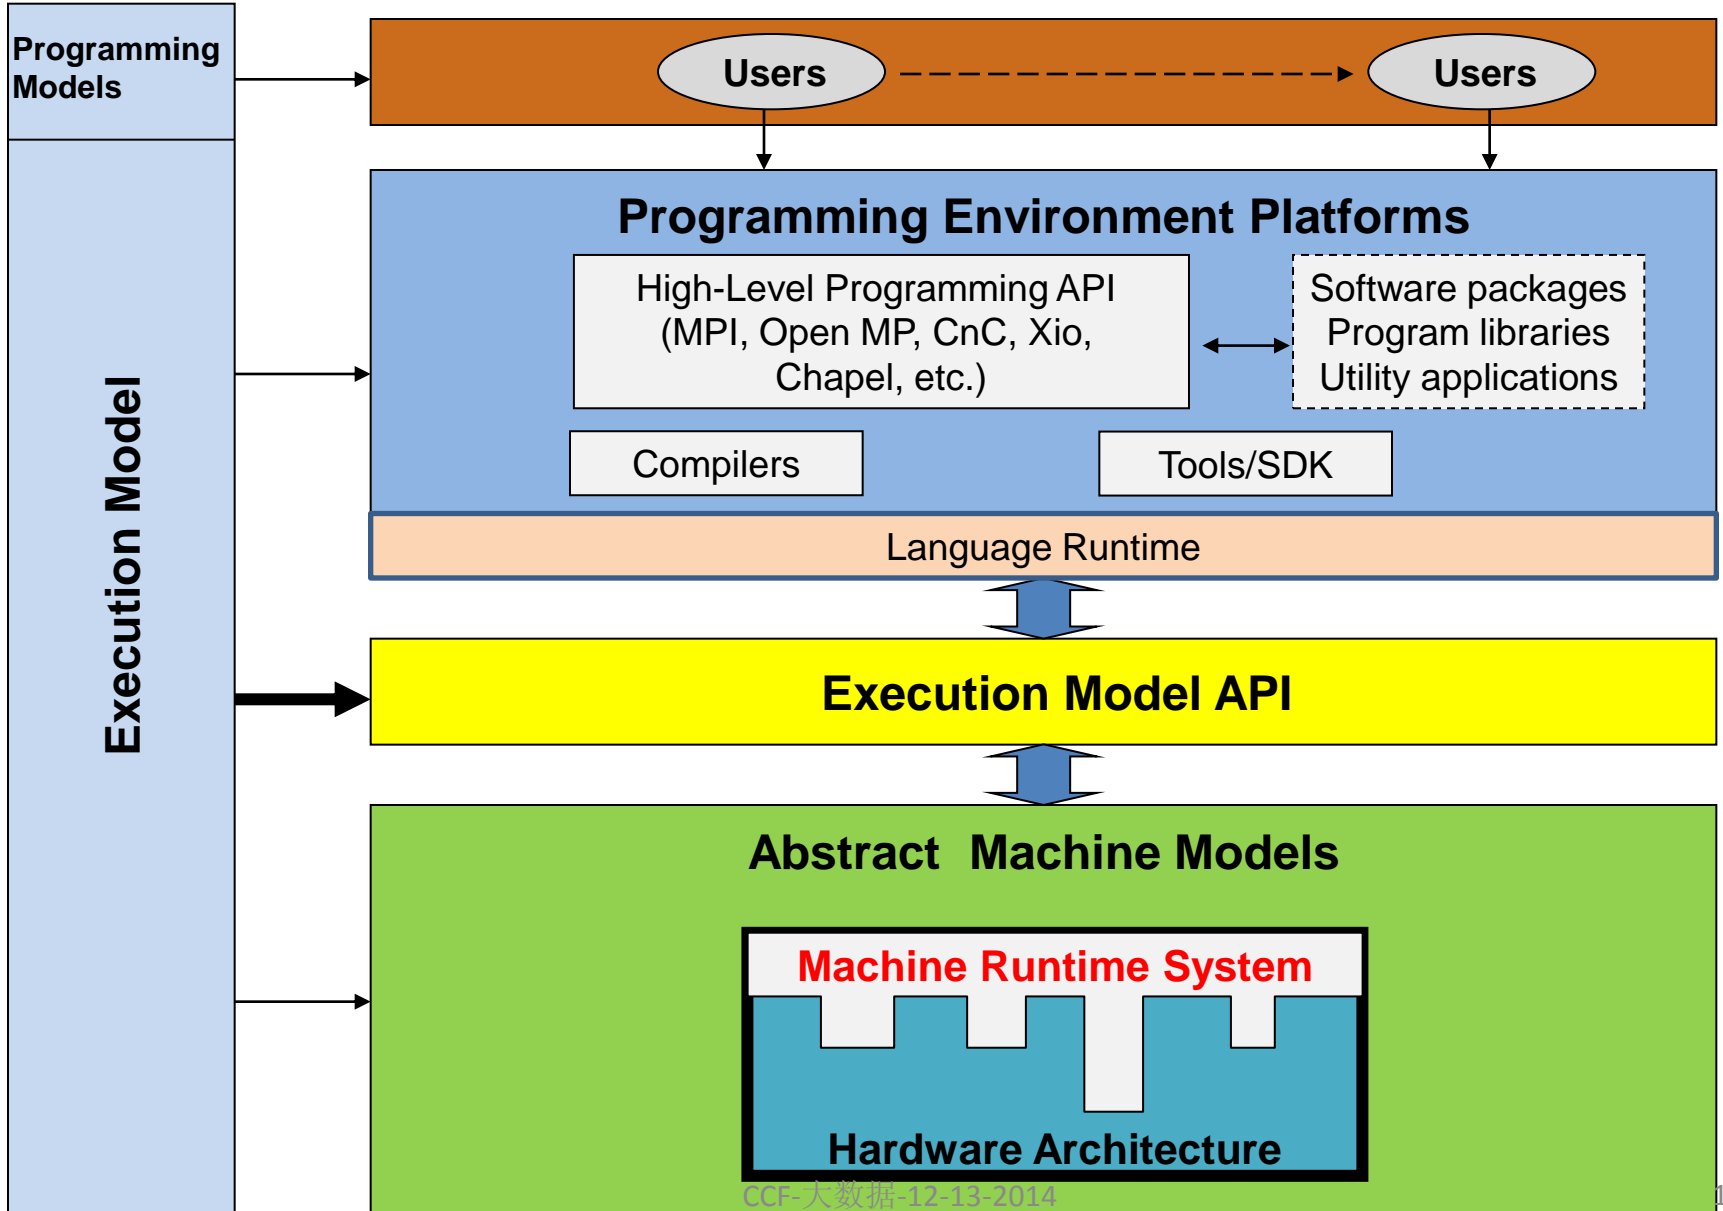 Programming
Models
Users
Users
Programming Environment Platforms
High-Level Programming API
(MPI, Open MP, CnC, Xio,
Chapel, etc.)
Software packages
Program libraries
Utility applications
Compilers
Tools/SDK
Language Runtime
Execution Model
Execution Model API
Abstract Machine Models
Machine Runtime System
Hardware Architecture
CCF-大数据-12-13-2014
1